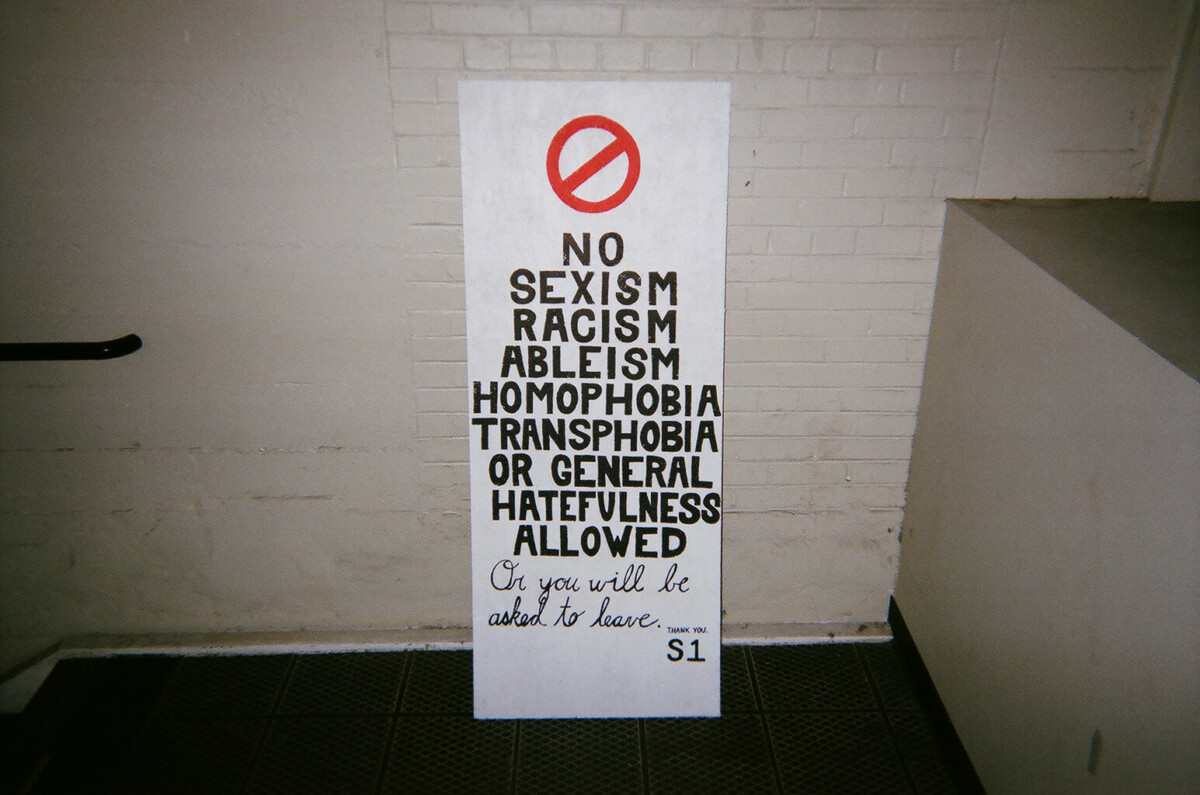 NO
SEXISM
RACISM
ABLEISM
HOMOPHOBIA
TRANSPHOBIA
OR GENERAL
HATEFULNESS
ALLOWED
Or you will be
asked to leave.
THANK YOU.
S1